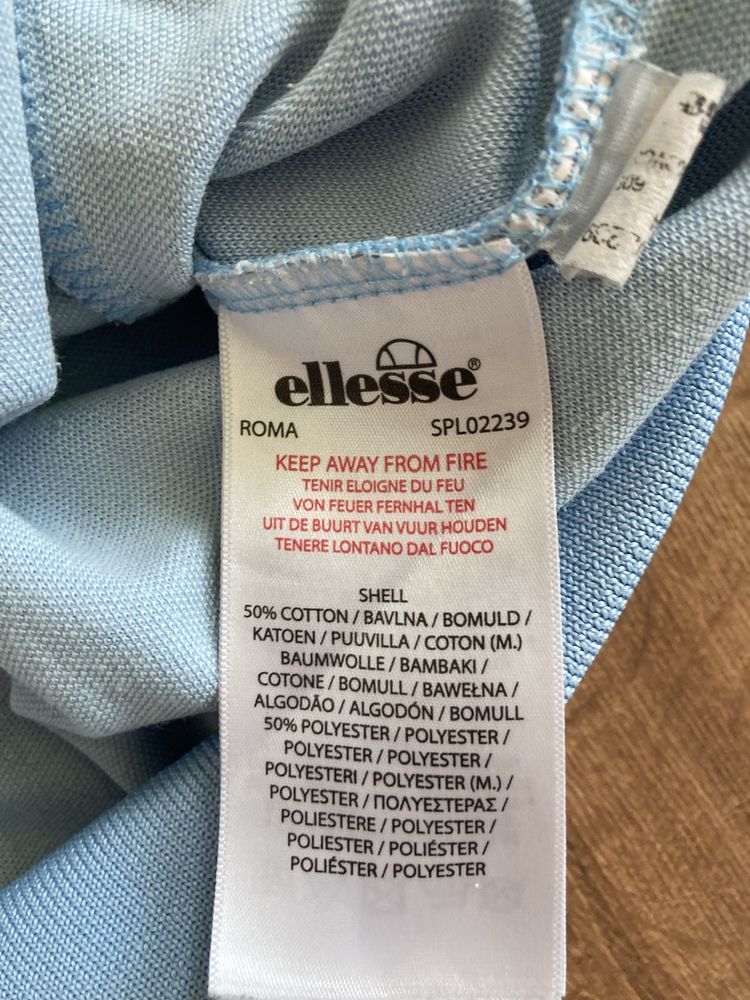 ellesse®
ROMA SPL02239
KEEP AWAY FROM FIRE
TENIR ELOIGNE DU FEU
VON FEUER FERNHAL TEN
UIT DE BUURT VAN VUUR HOUDEN
TENERE LONTANO DAL FUOCO
SHELL
50% COTTON / BAVLNA / BOMULD /
KATOEN / PUUVILLA / COTON (M.)
BAUMWOLLE / BAMBAKI /
COTONE / BOMULL / BAWEŁNA /
ALGODÃO / ALGODÓN / BOMULL
50% POLYESTER / POLYESTER /
POLYESTER / POLYESTER /
POLYESTERI / POLYESTER (M.) /
POLYESTER / ΠΟΛΥΕΣΤΕΡΑΣ /
POLIESTERE / POLYESTER /
POLIESTER / POLIÉSTER /
POLIÉSTER / POLYESTER